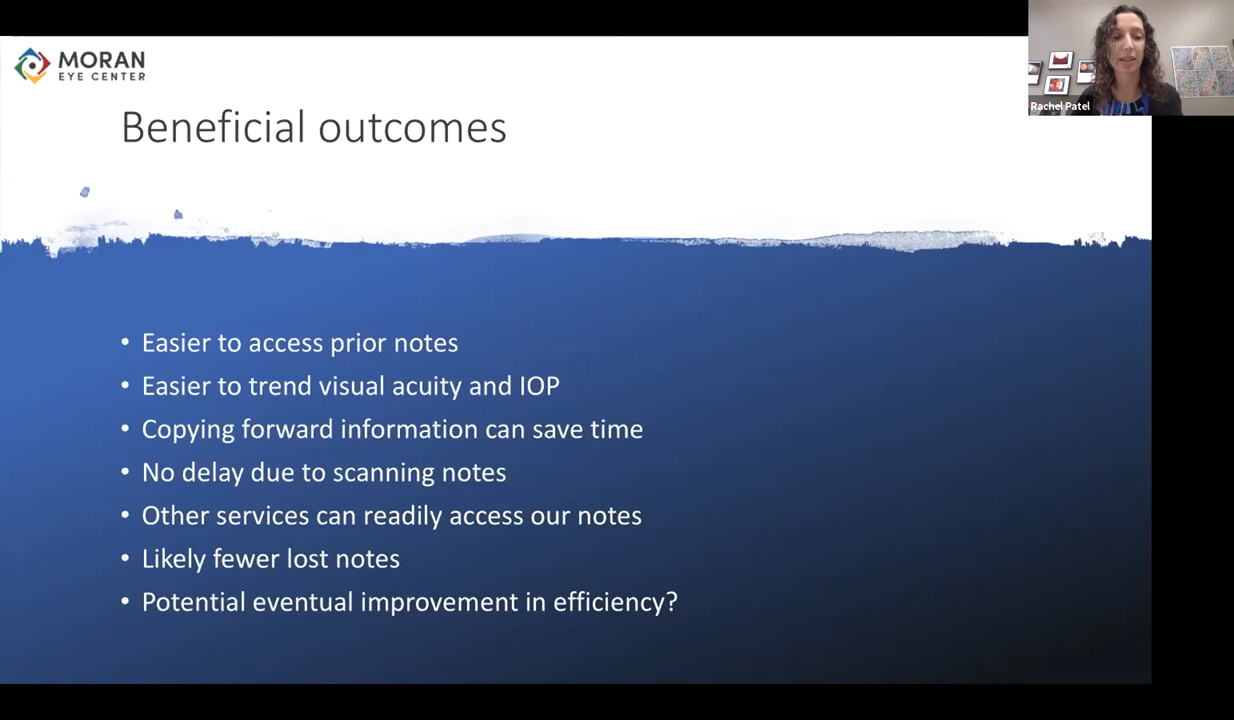 MORAN
EYE CENTER
Rachel Patel
Beneficial outcomes
• Easier to access prior notes
• Easier to trend visual acuity and IOP
• Copying forward information can save time
• No delay due to scanning notes
• Other services can readily access our notes
• Likely fewer lost notes
• Potential eventual improvement in efficiency?